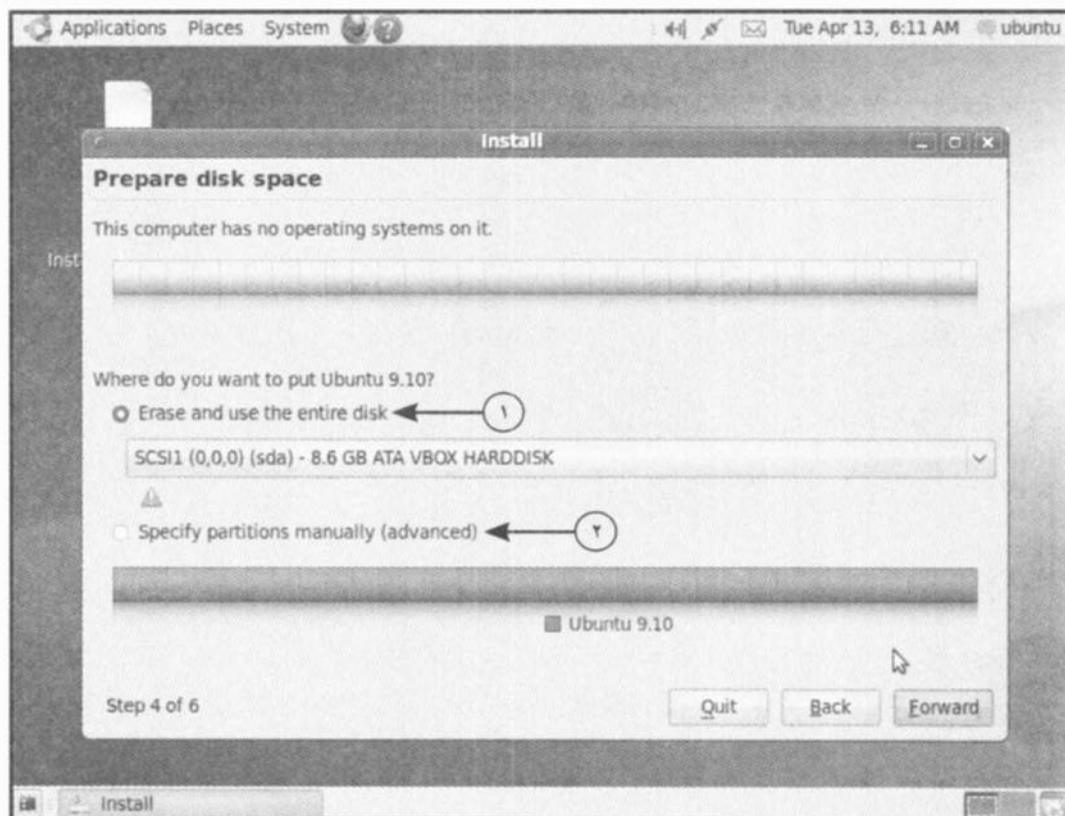 Applications Places System Tue Apr 13, 6:11 AM ubuntu
Install
Prepare disk space
This computer has no operating systems on it.
Inst
Where do you want to put Ubuntu 9.10?
Erase and use the entire disk ۱
SCSI1 (0,0,0) (sda) - 8.6 GB ATA VBOX HARDDISK
Specify partitions manually (advanced) ۲
Ubuntu 9.10
Step 4 of 6 Quit Back Forward
Install